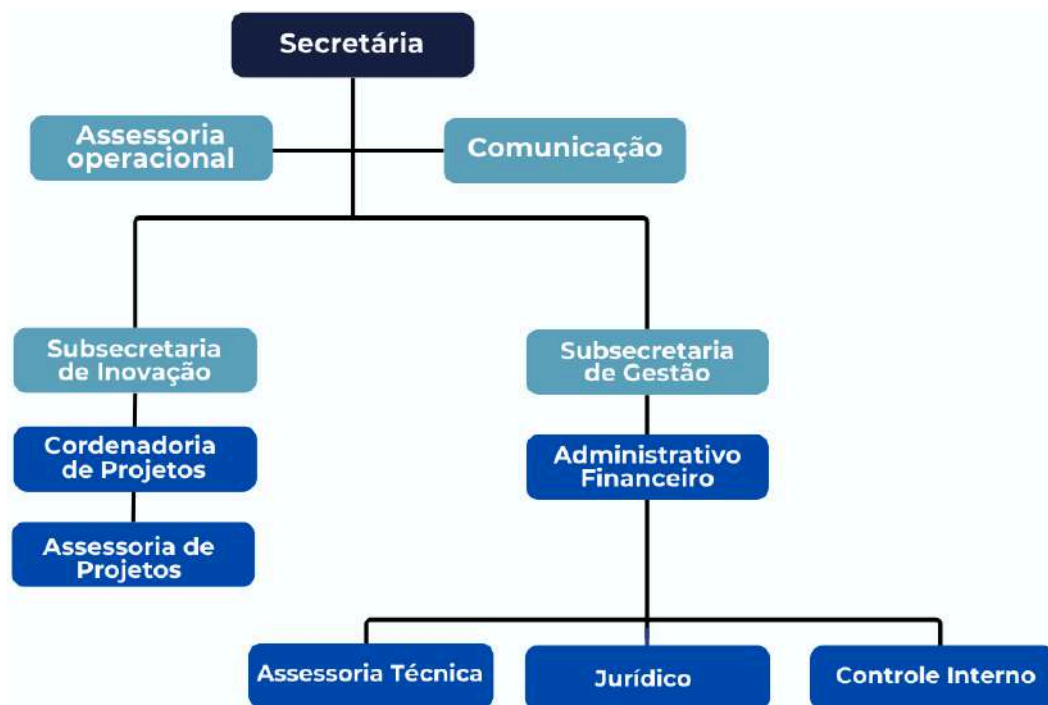 Secretária
Assessoria
operacional
Comunicação
Subsecretaria
de Inovação
Subsecretaria
de Gestão
Cordenadoria
de Projetos
Administrativo
Financeiro
Assessoria de
Projetos
Assessoria Técnica
Jurídico
Controle Interno